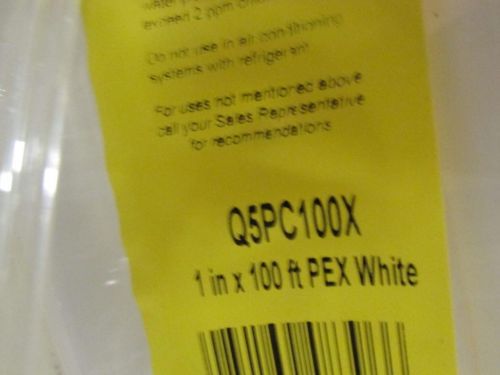 exceed 2 ppm
Do not use in air conditioning
systems with refrigerant
For uses not mentioned above
call your Sales Representative
for recommendations
Q5PC100X
1 in x 100 ft PEX White